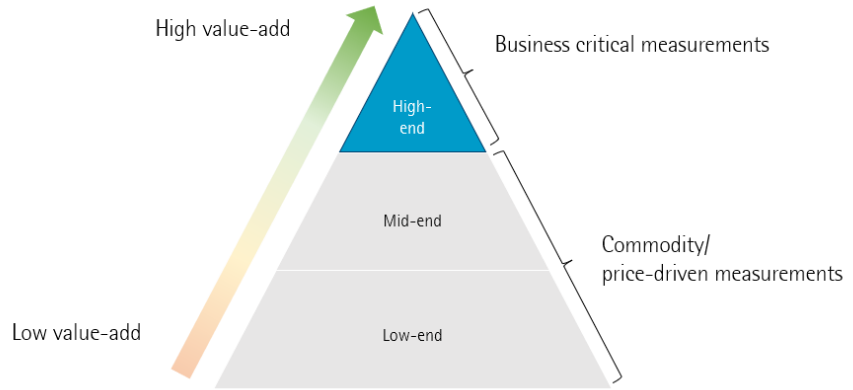 High value-add
Business critical measurements
High-
end
Mid-end
Commodity/
price-driven measurements
Low value-add
Low-end